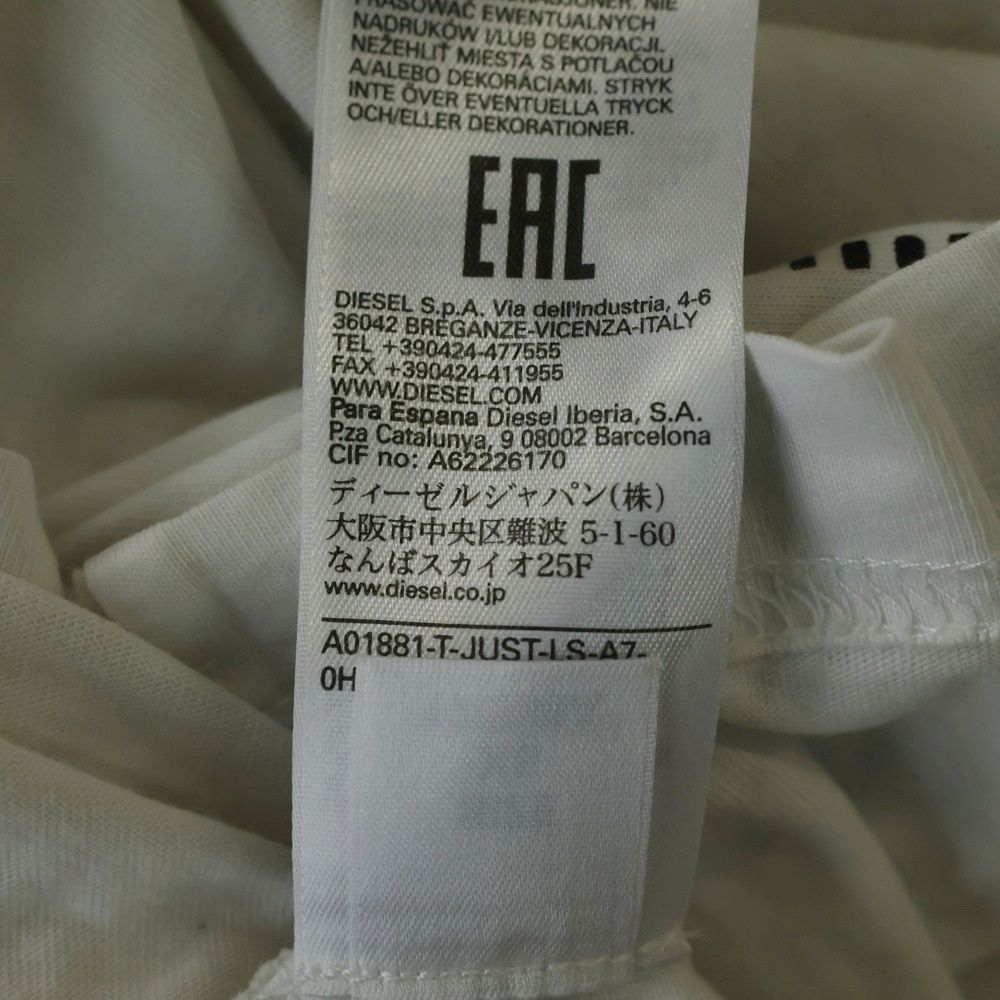 PRASOWAĆ EWENTUALNYCH
NADRUKÓW I/LUB DEKORACJI.
NEŽEHLIŤ MIESTA S POTLAČOU
A/ALEBO DEKORÁCIAMI. STRYK
INTE ÖVER EVENTUELLA TRYCK
OCH/ELLER DEKORATIONER.
EAC
DIESEL S.p.A. Via dell'Industria, 4-6
36042 BREGANZE-VICENZA-ITALY
TEL +390424-477555
FAX +390424-411955
WWW.DIESEL.COM
Para Espana Diesel Iberia, S.A.
P.za Catalunya, 9 08002 Barcelona
CIF no: A62226170
ディーゼルジャパン(株)
大阪市中央区難波 5-1-60
なんばスカイオ25F
www.diesel.co.jp
A01881-T-JUST-LS-A7-
0H